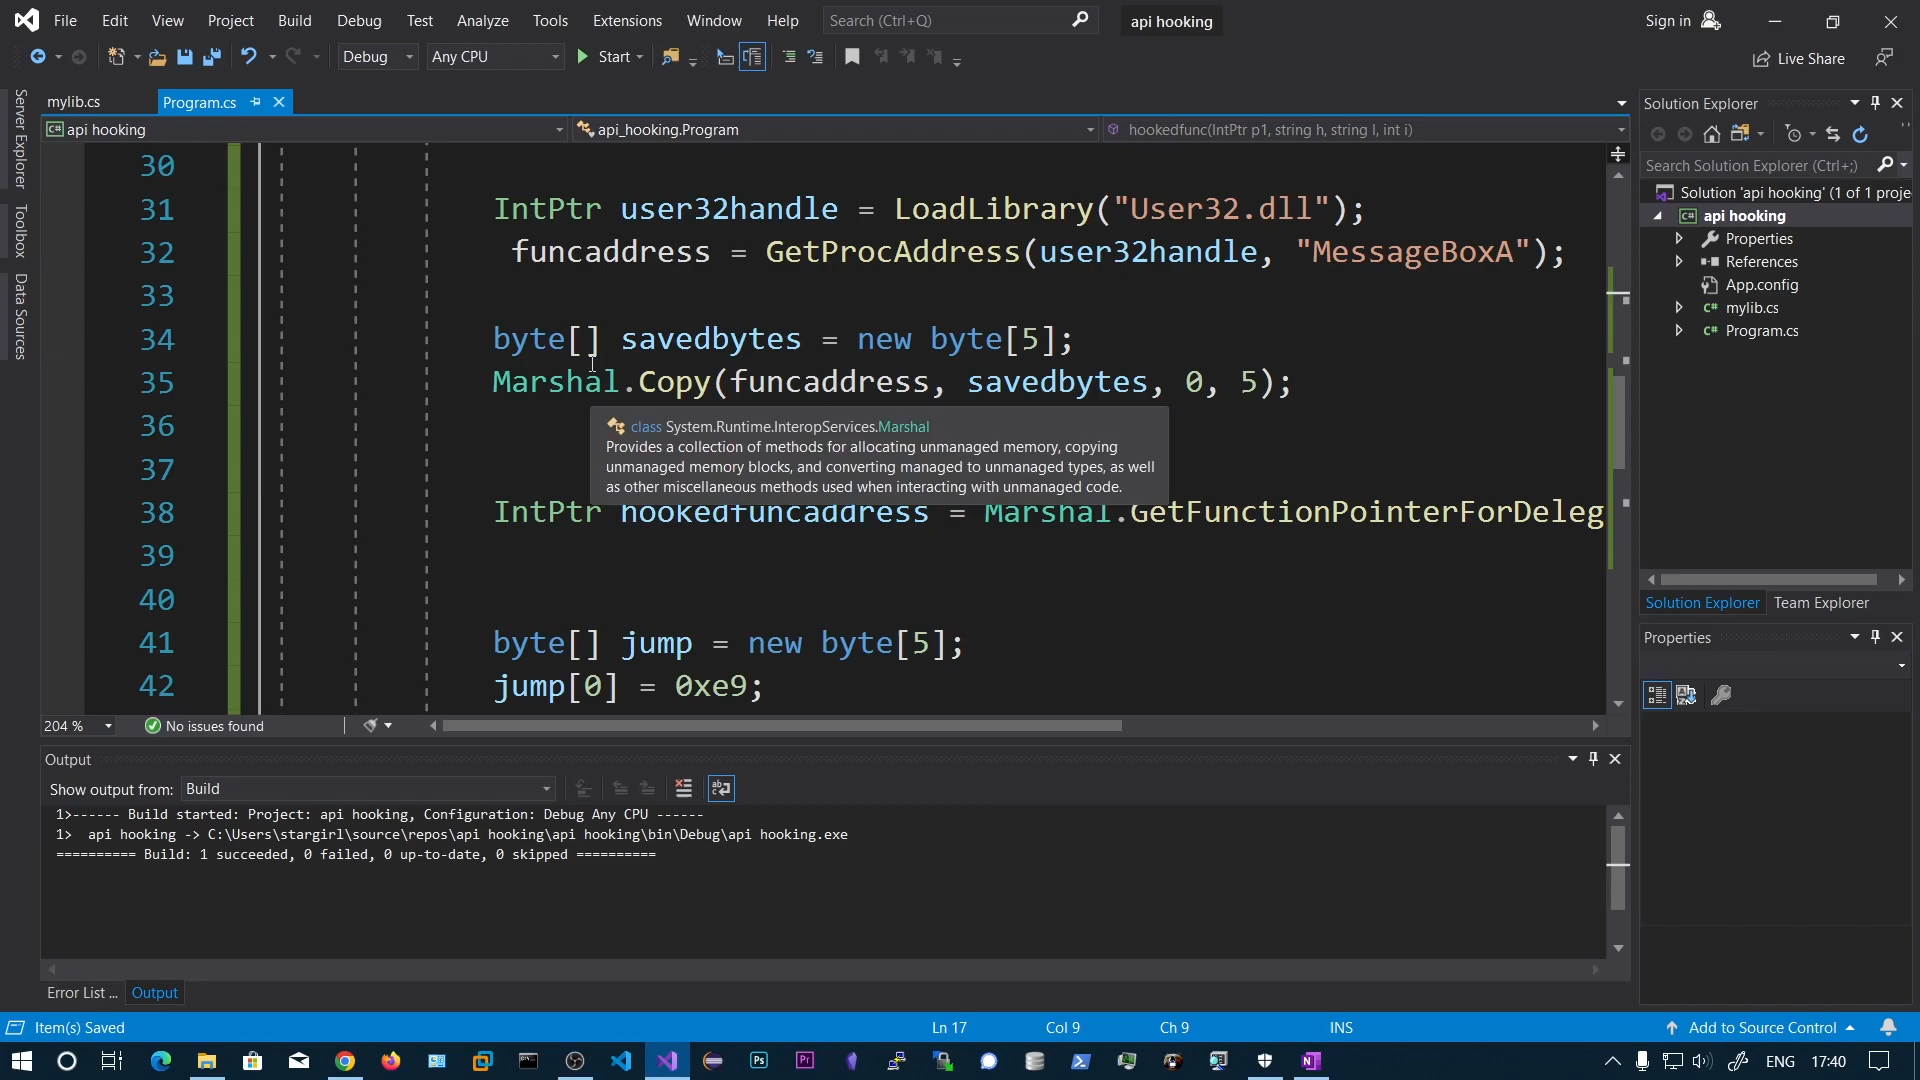 File Edit View Project Build Debug Test Analyze Tools Extensions Window Help Search (Ctrl+Q) api hooking Sign in
Debug Any CPU Start Live Share
Server Explorer
Toolbox
Data Sources
mylib.cs Program.cs
api hooking api_hooking.Program hookedfunc(IntPtr p1, string h, string l, int i)
30
31 IntPtr user32handle = LoadLibrary("User32.dll");
32 funcaddress = GetProcAddress(user32handle, "MessageBoxA");
33
34 byte[] savedbytes = new byte[5];
35 Marshal.Copy(funcaddress, savedbytes, 0, 5);
36
class System.Runtime.InteropServices.Marshal
Provides a collection of methods for allocating unmanaged memory, copying
unmanaged memory blocks, and converting managed to unmanaged types, as well
as other miscellaneous methods used when interacting with unmanaged code.
37
38 IntPtr hookedfuncaddress = Marshal.GetFunctionPointerForDeleg
39
40
41 byte[] jump = new byte[5];
42 jump[0] = 0xe9;
204 % No issues found
Output
Show output from: Build
1>------ Build started: Project: api hooking, Configuration: Debug Any CPU ------
1> api hooking -> C:\Users\stargirl\source\repos\api hooking\api hooking\bin\Debug\api hooking.exe
========== Build: 1 succeeded, 0 failed, 0 up-to-date, 0 skipped ==========
Error List ... Output
Solution Explorer
Search Solution Explorer (Ctrl+;)
Solution 'api hooking' (1 of 1 proje
C# api hooking
Properties
References
App.config
C# mylib.cs
C# Program.cs
Solution Explorer Team Explorer
Properties
Item(s) Saved Ln 17 Col 9 Ch 9 INS Add to Source Control
Ps Pr N ENG 17:40